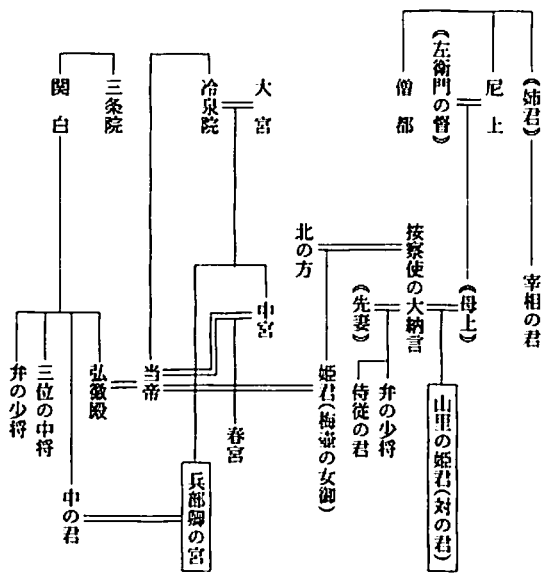 《姉君》
尼上
《左衛門の督》
僧都
宰相の君
《母上》
按察使の大納言
《先妻》
北の方
山里の姫君(対の君)
弁の少将
侍従の君
姫君(梅壺の女御)
大宮
冷泉院
中宮
春宮
当帝
兵部卿の宮
三条院
関白
弘徽殿
三位の中将
弁の少将
中の君